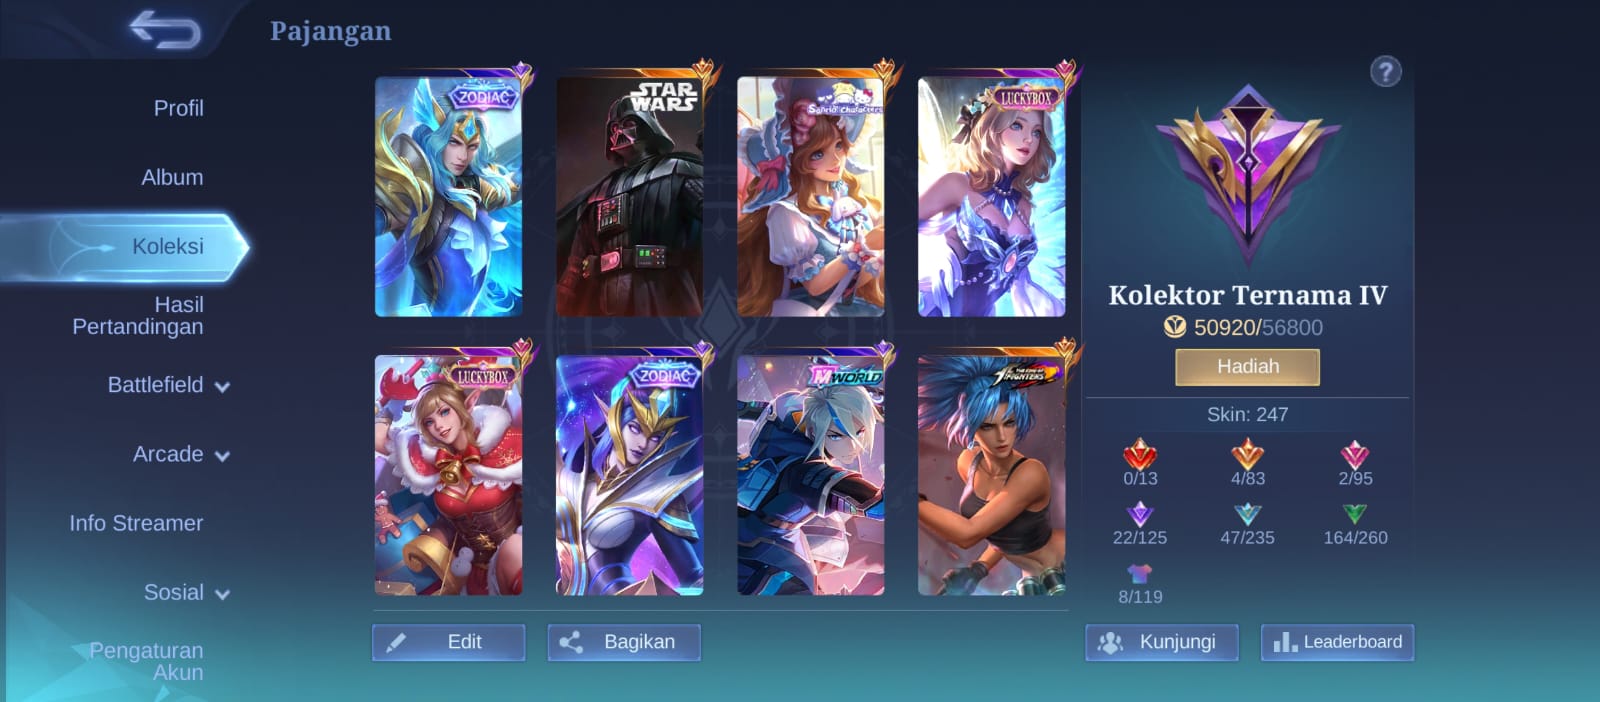 Pajangan
Profil
Album
Koleksi
Hasil
Pertandingan
Battlefield
Arcade
Info Streamer
Sosial
Pengaturan
Akun
ZODIAC
STAR
WARS
Sanrio characters
LUCKYBOX
LUCKYBOX
ZODIAC
MWORLD
THE KING OF
FIGHTERS
Edit
Bagikan
?
Kolektor Ternama IV
50920/56800
Hadiah
Skin: 247
0/13
4/83
2/95
22/125
47/235
164/260
8/119
Kunjungi
Leaderboard